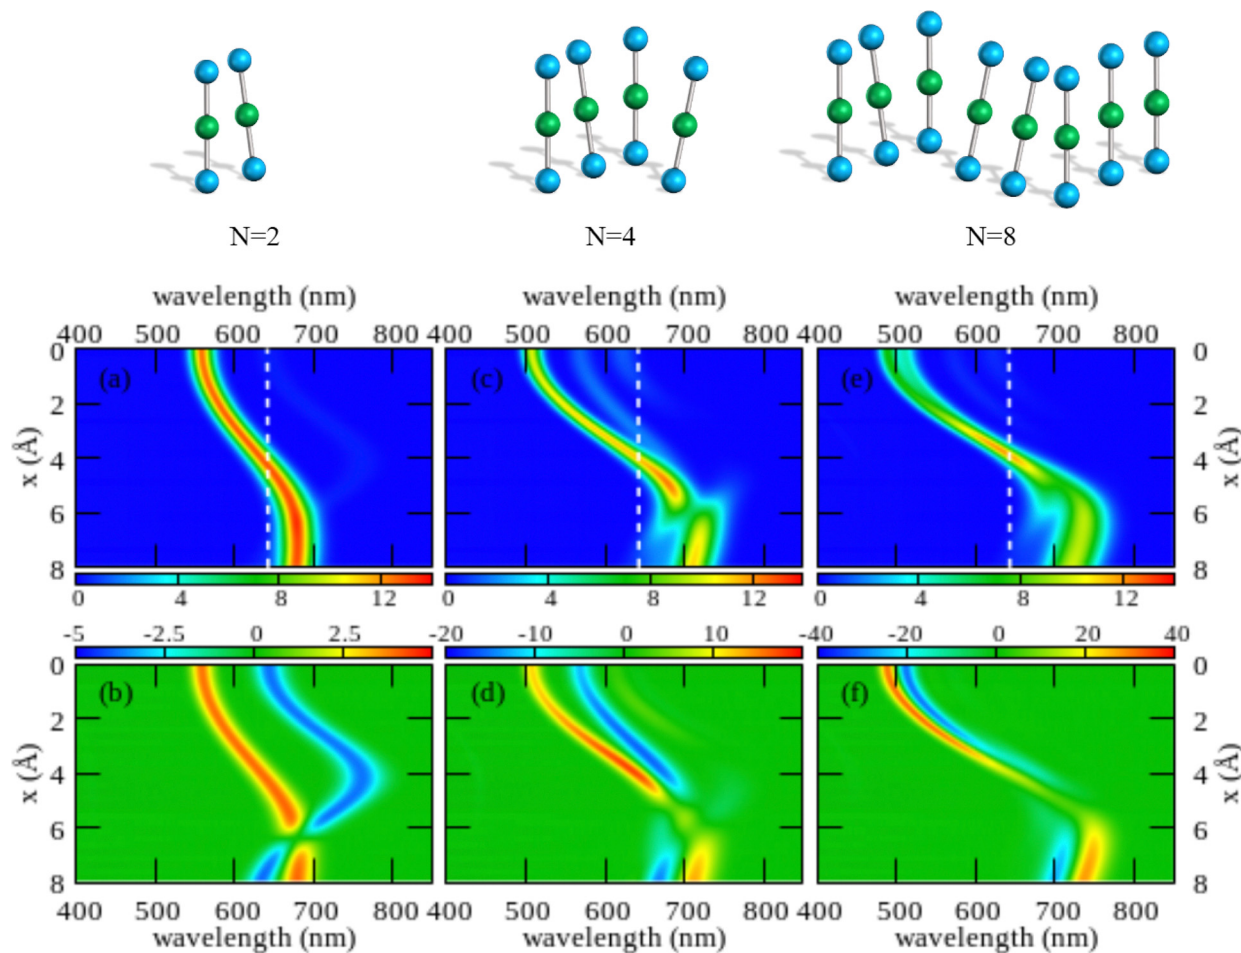 N=2 N=4 N=8
wavelength (nm) wavelength (nm) wavelength (nm)
400 500 600 700 800 400 500 600 700 800 400 500 600 700 800
0 (a) (c) (e) 0
2 2
x (Å) 4 4 x (Å)
6 6
8 8
0 4 8 12 0 4 8 12 0 4 8 12
-5 -2.5 0 2.5 -20 -10 0 10 -40 -20 0 20 40
0 (b) (d) (f) 0
2 2
x (Å) 4 4 x (Å)
6 6
8 8
400 500 600 700 800 400 500 600 700 800 400 500 600 700 800
wavelength (nm) wavelength (nm) wavelength (nm)